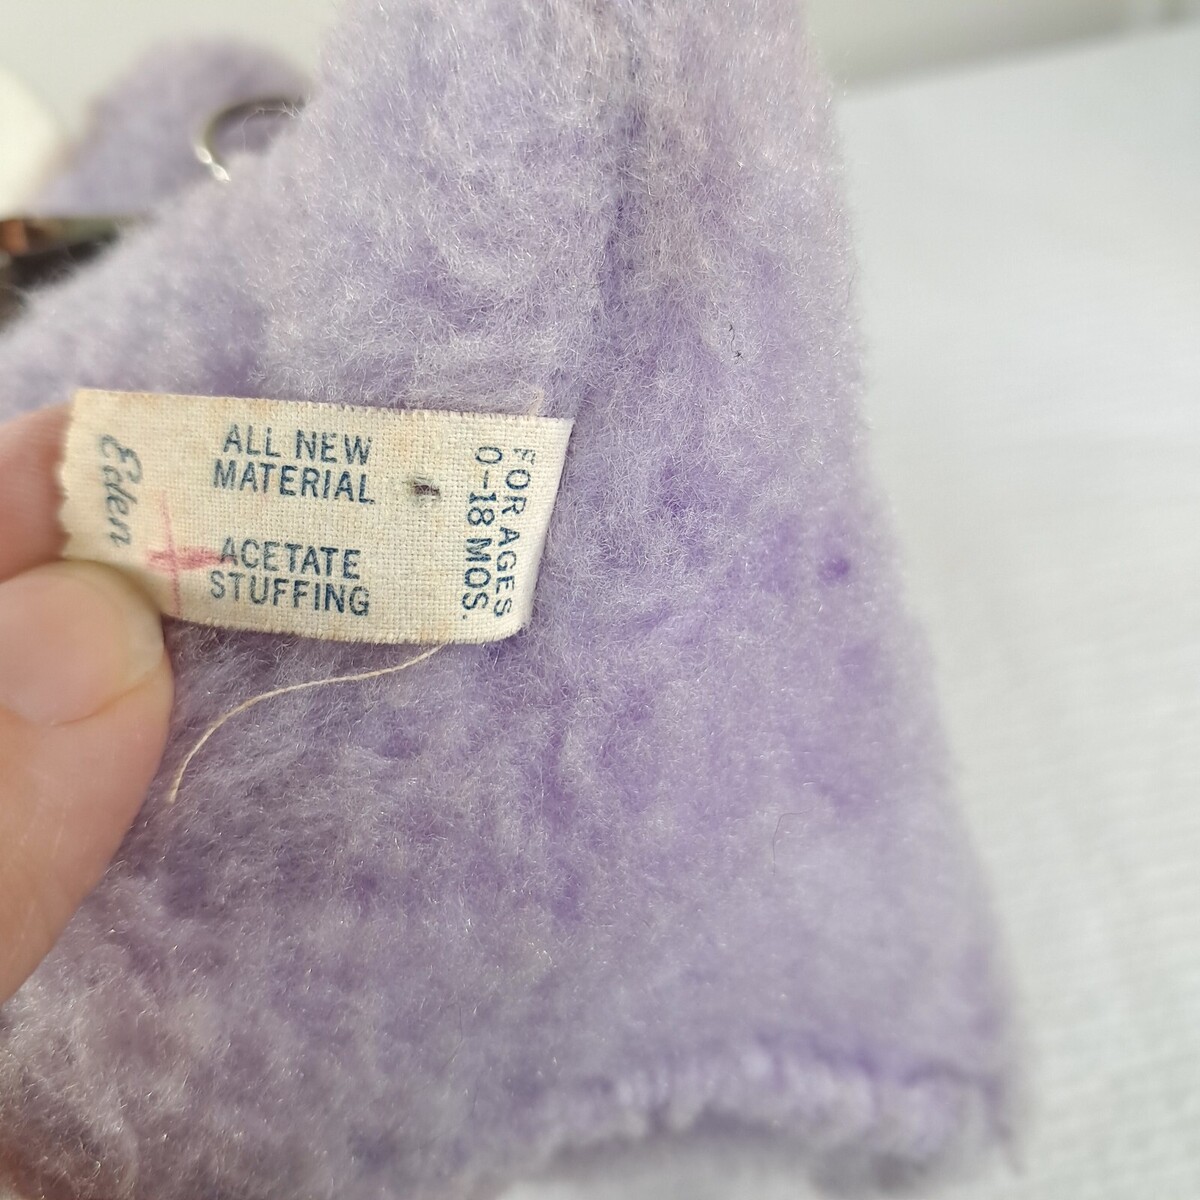 Eden
ALL NEW
MATERIAL
ACETATE
STUFFING
FOR AGES
0-18 MOS.